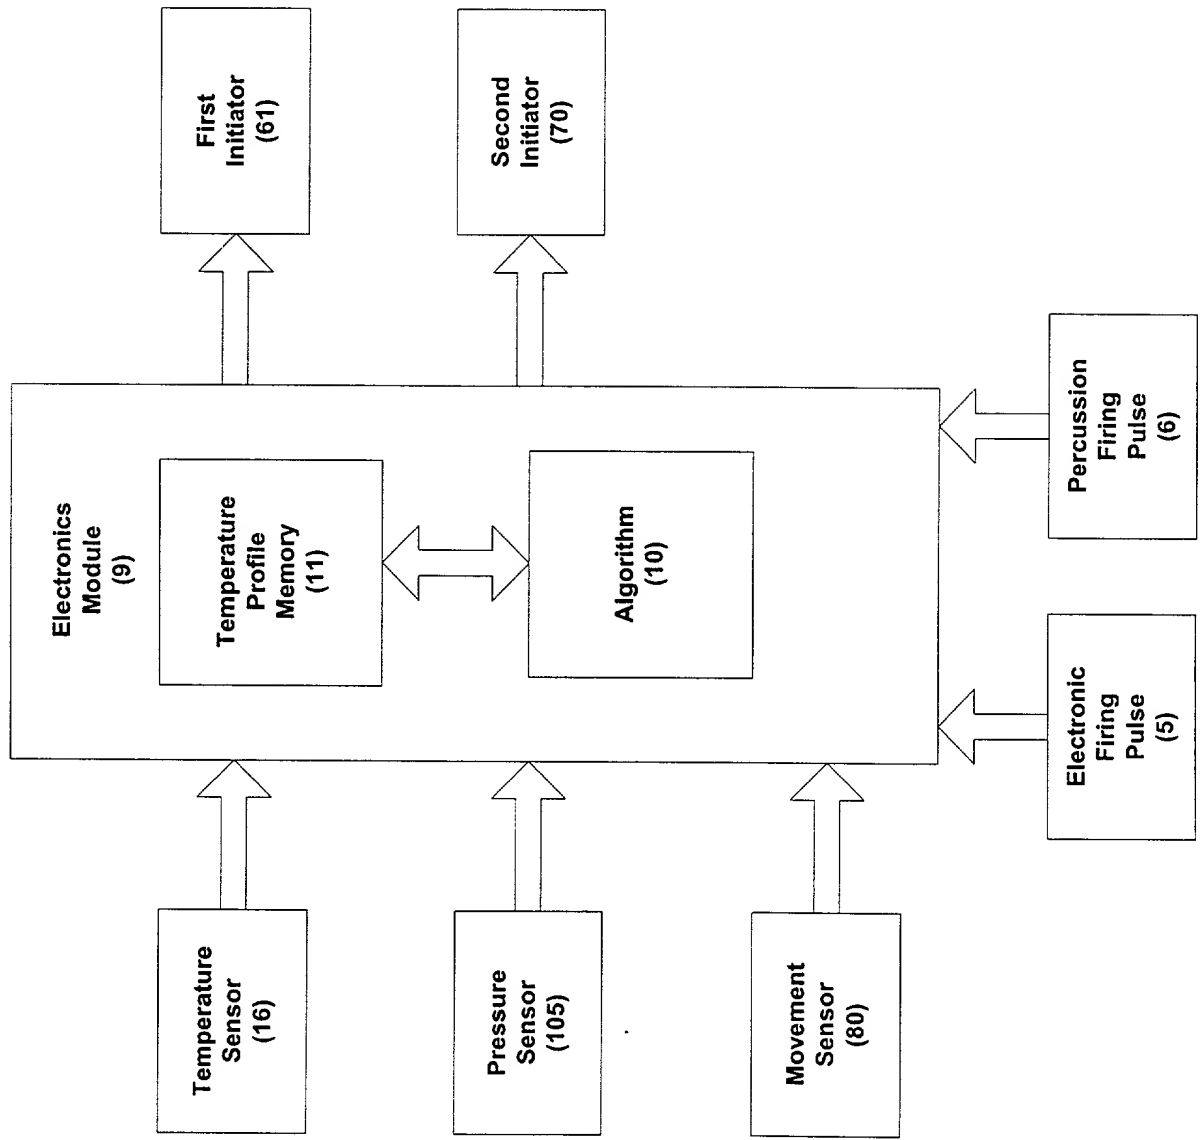 Electronics
Module
(9)
Temperature
Profile
Memory
(11)
Algorithm
(10)
Temperature
Sensor
(16)
Pressure
Sensor
(105)
Movement
Sensor
(80)
First
Initiator
(61)
Second
Initiator
(70)
Electronic
Firing
Pulse
(5)
Percussion
Firing
Pulse
(6)